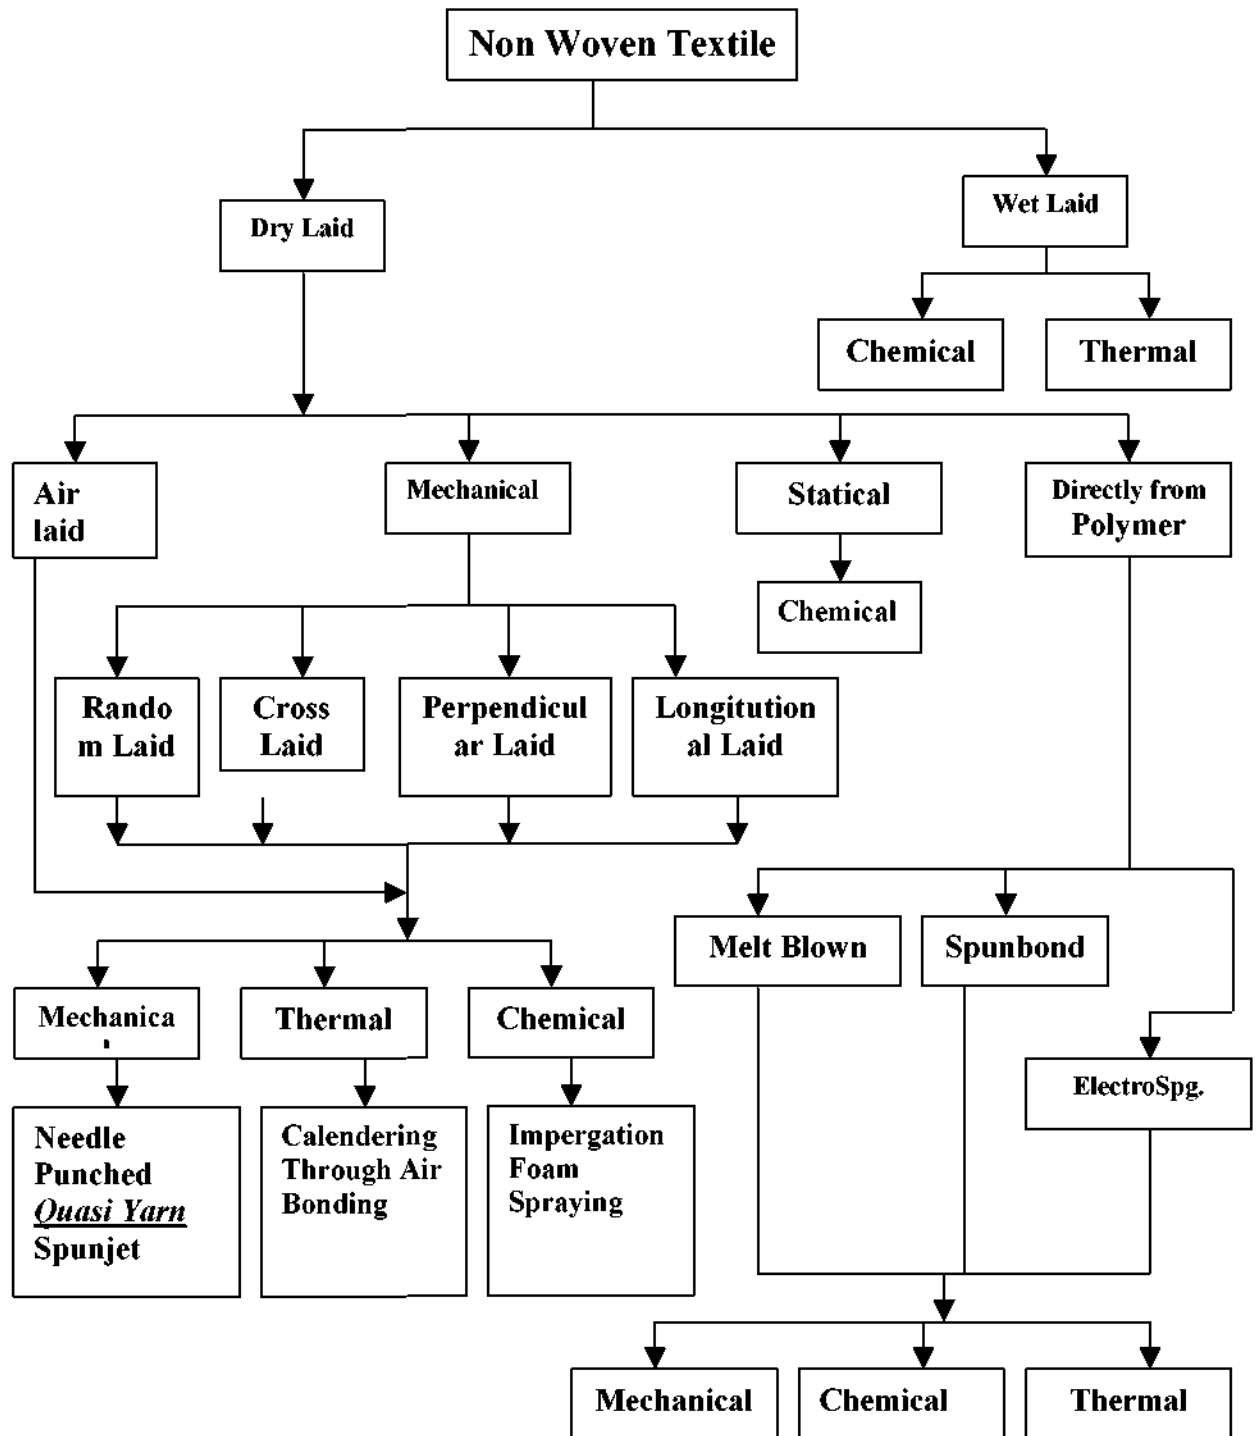 Non Woven Textile
Dry Laid
Wet Laid
Chemical
Thermal
Air
laid
Mechanical
Statical
Directly from
Polymer
Chemical
Rando
m Laid
Cross
Laid
Perpendicul
ar Laid
Longitution
al Laid
Melt Blown
Spunbond
Mechanica
Thermal
Chemical
ElectroSpg.
Needle
Punched
Quasi Yarn
Spunjet
Calendering
Through Air
Bonding
Impergation
Foam
Spraying
Mechanical
Chemical
Thermal